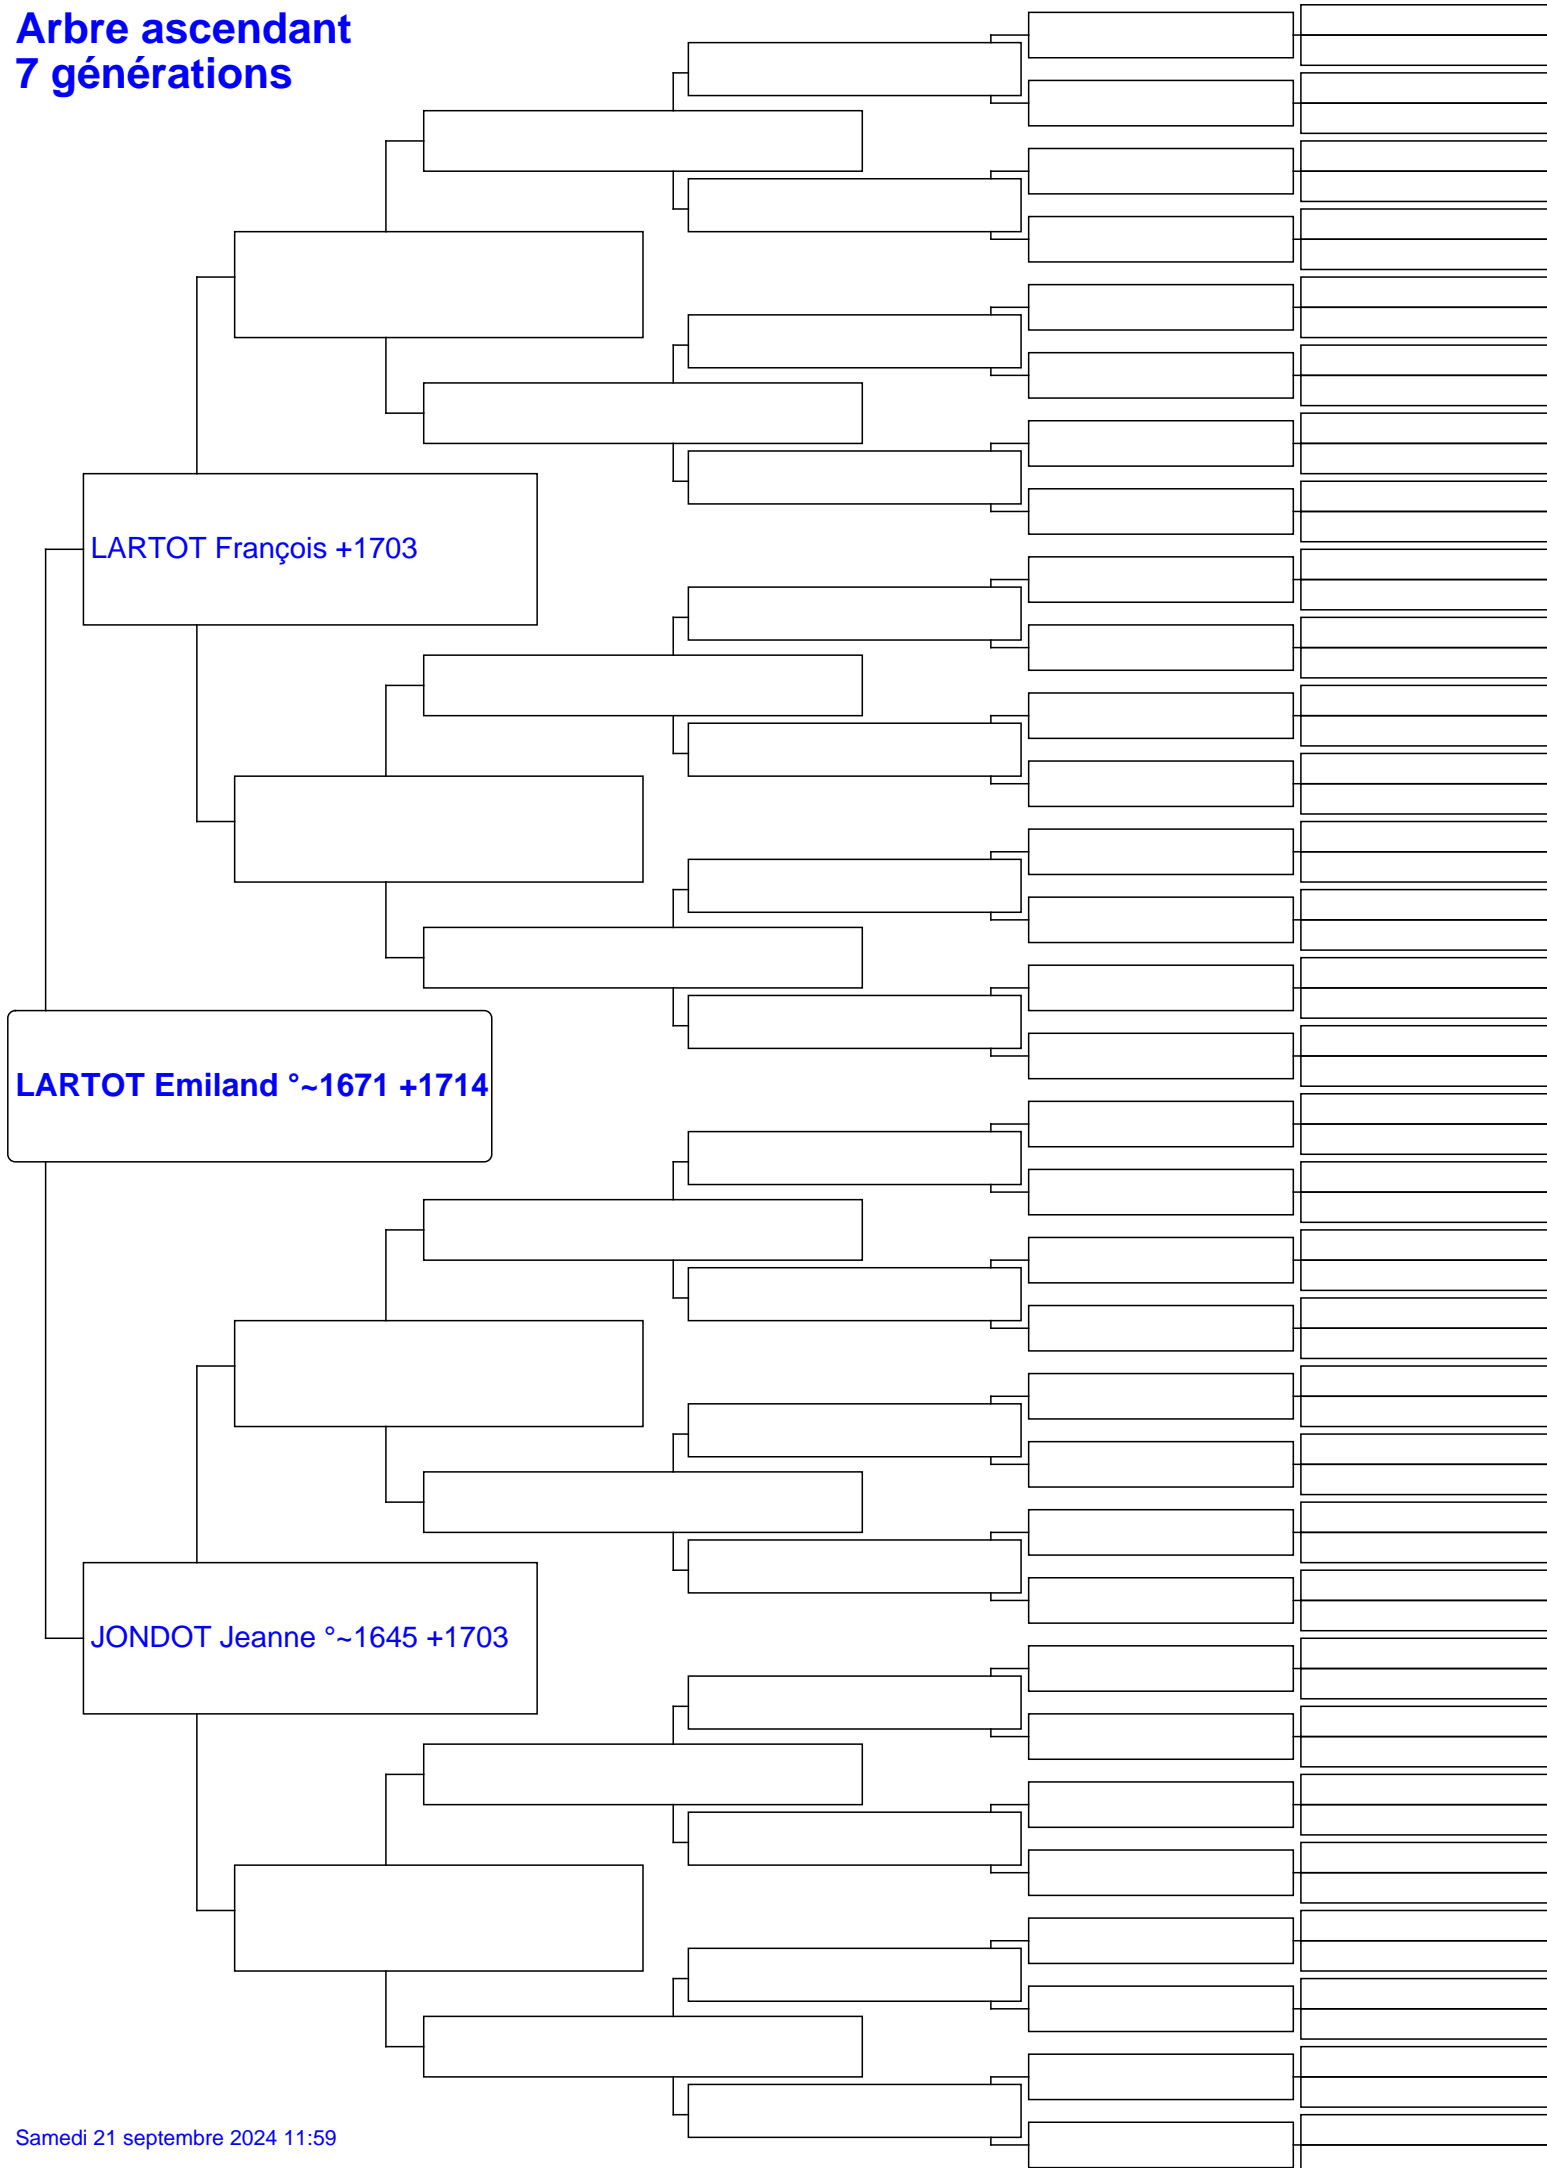 Arbre ascendant
7 générations
LARTOT François +1703
LARTOT Emiland °~1671 +1714
JONDOT Jeanne °~1645 +1703
Samedi 21 septembre 2024 11:59